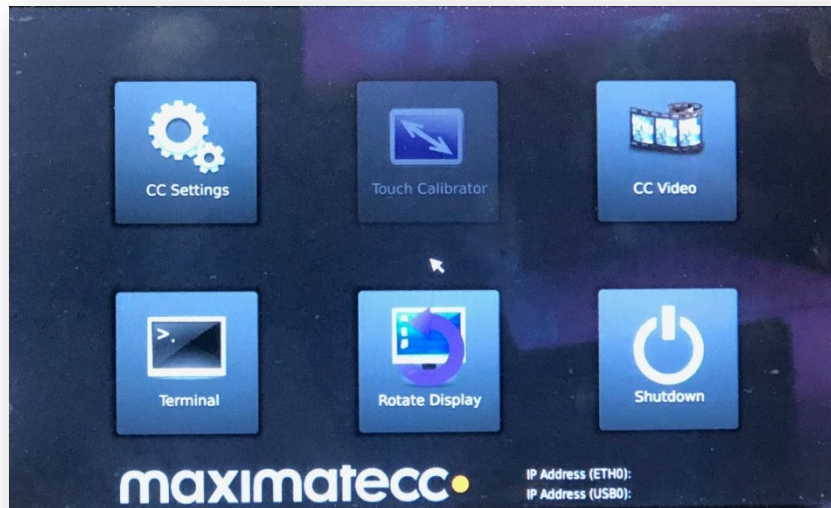 CC Settings
Touch Calibrator
CC Video
>.
Terminal
Rotate Display
Shutdown
maximatecc
IP Address (ETH0):
IP Address (USB0):